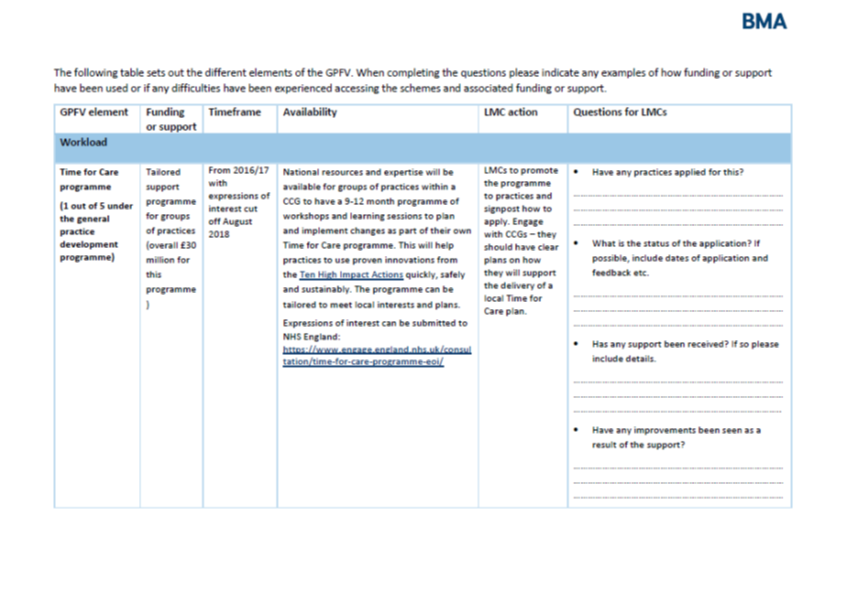 BMA
The following table sets out the different elements of the GPFV. When completing the questions please indicate any examples of how funding or support
have been used or if any difficulties have been experienced accessing the schemes and associated funding or support.
GPFV element
Funding
or support
Timeframe
Availability
LMC action
Questions for LMCs
Workload
Time for Care
programme
(1 out of 5 under
the general
practice
development
programme)
Tailored
support
programme
for groups
of practices
(overall £30
million for
this
programme
)
From 2016/17
with
expressions of
interest cut
off August
2018
National resources and expertise will be
available for groups of practices within a
CCG to have a 9-12 month programme of
workshops and learning sessions to plan
and implement changes as part of their own
Time for Care programme. This will help
practices to use proven innovations from
the Ten High Impact Actions quickly, safely
and sustainably. The programme can be
tailored to meet local interests and plans.
Expressions of interest can be submitted to
NHS England:
https://www.engage.england.nhs.uk/consul
tation/time-for-care-programme-eoi/
LMCs to promote
the programme
to practices and
signpost how to
apply. Engage
with CCGs – they
should have clear
plans on how
they will support
the delivery of a
local Time for
Care plan.
• Have any practices applied for this?
• What is the status of the application? If
possible, include dates of application and
feedback etc.
• Has any support been received? If so please
include details.
• Have any improvements been seen as a
result of the support?